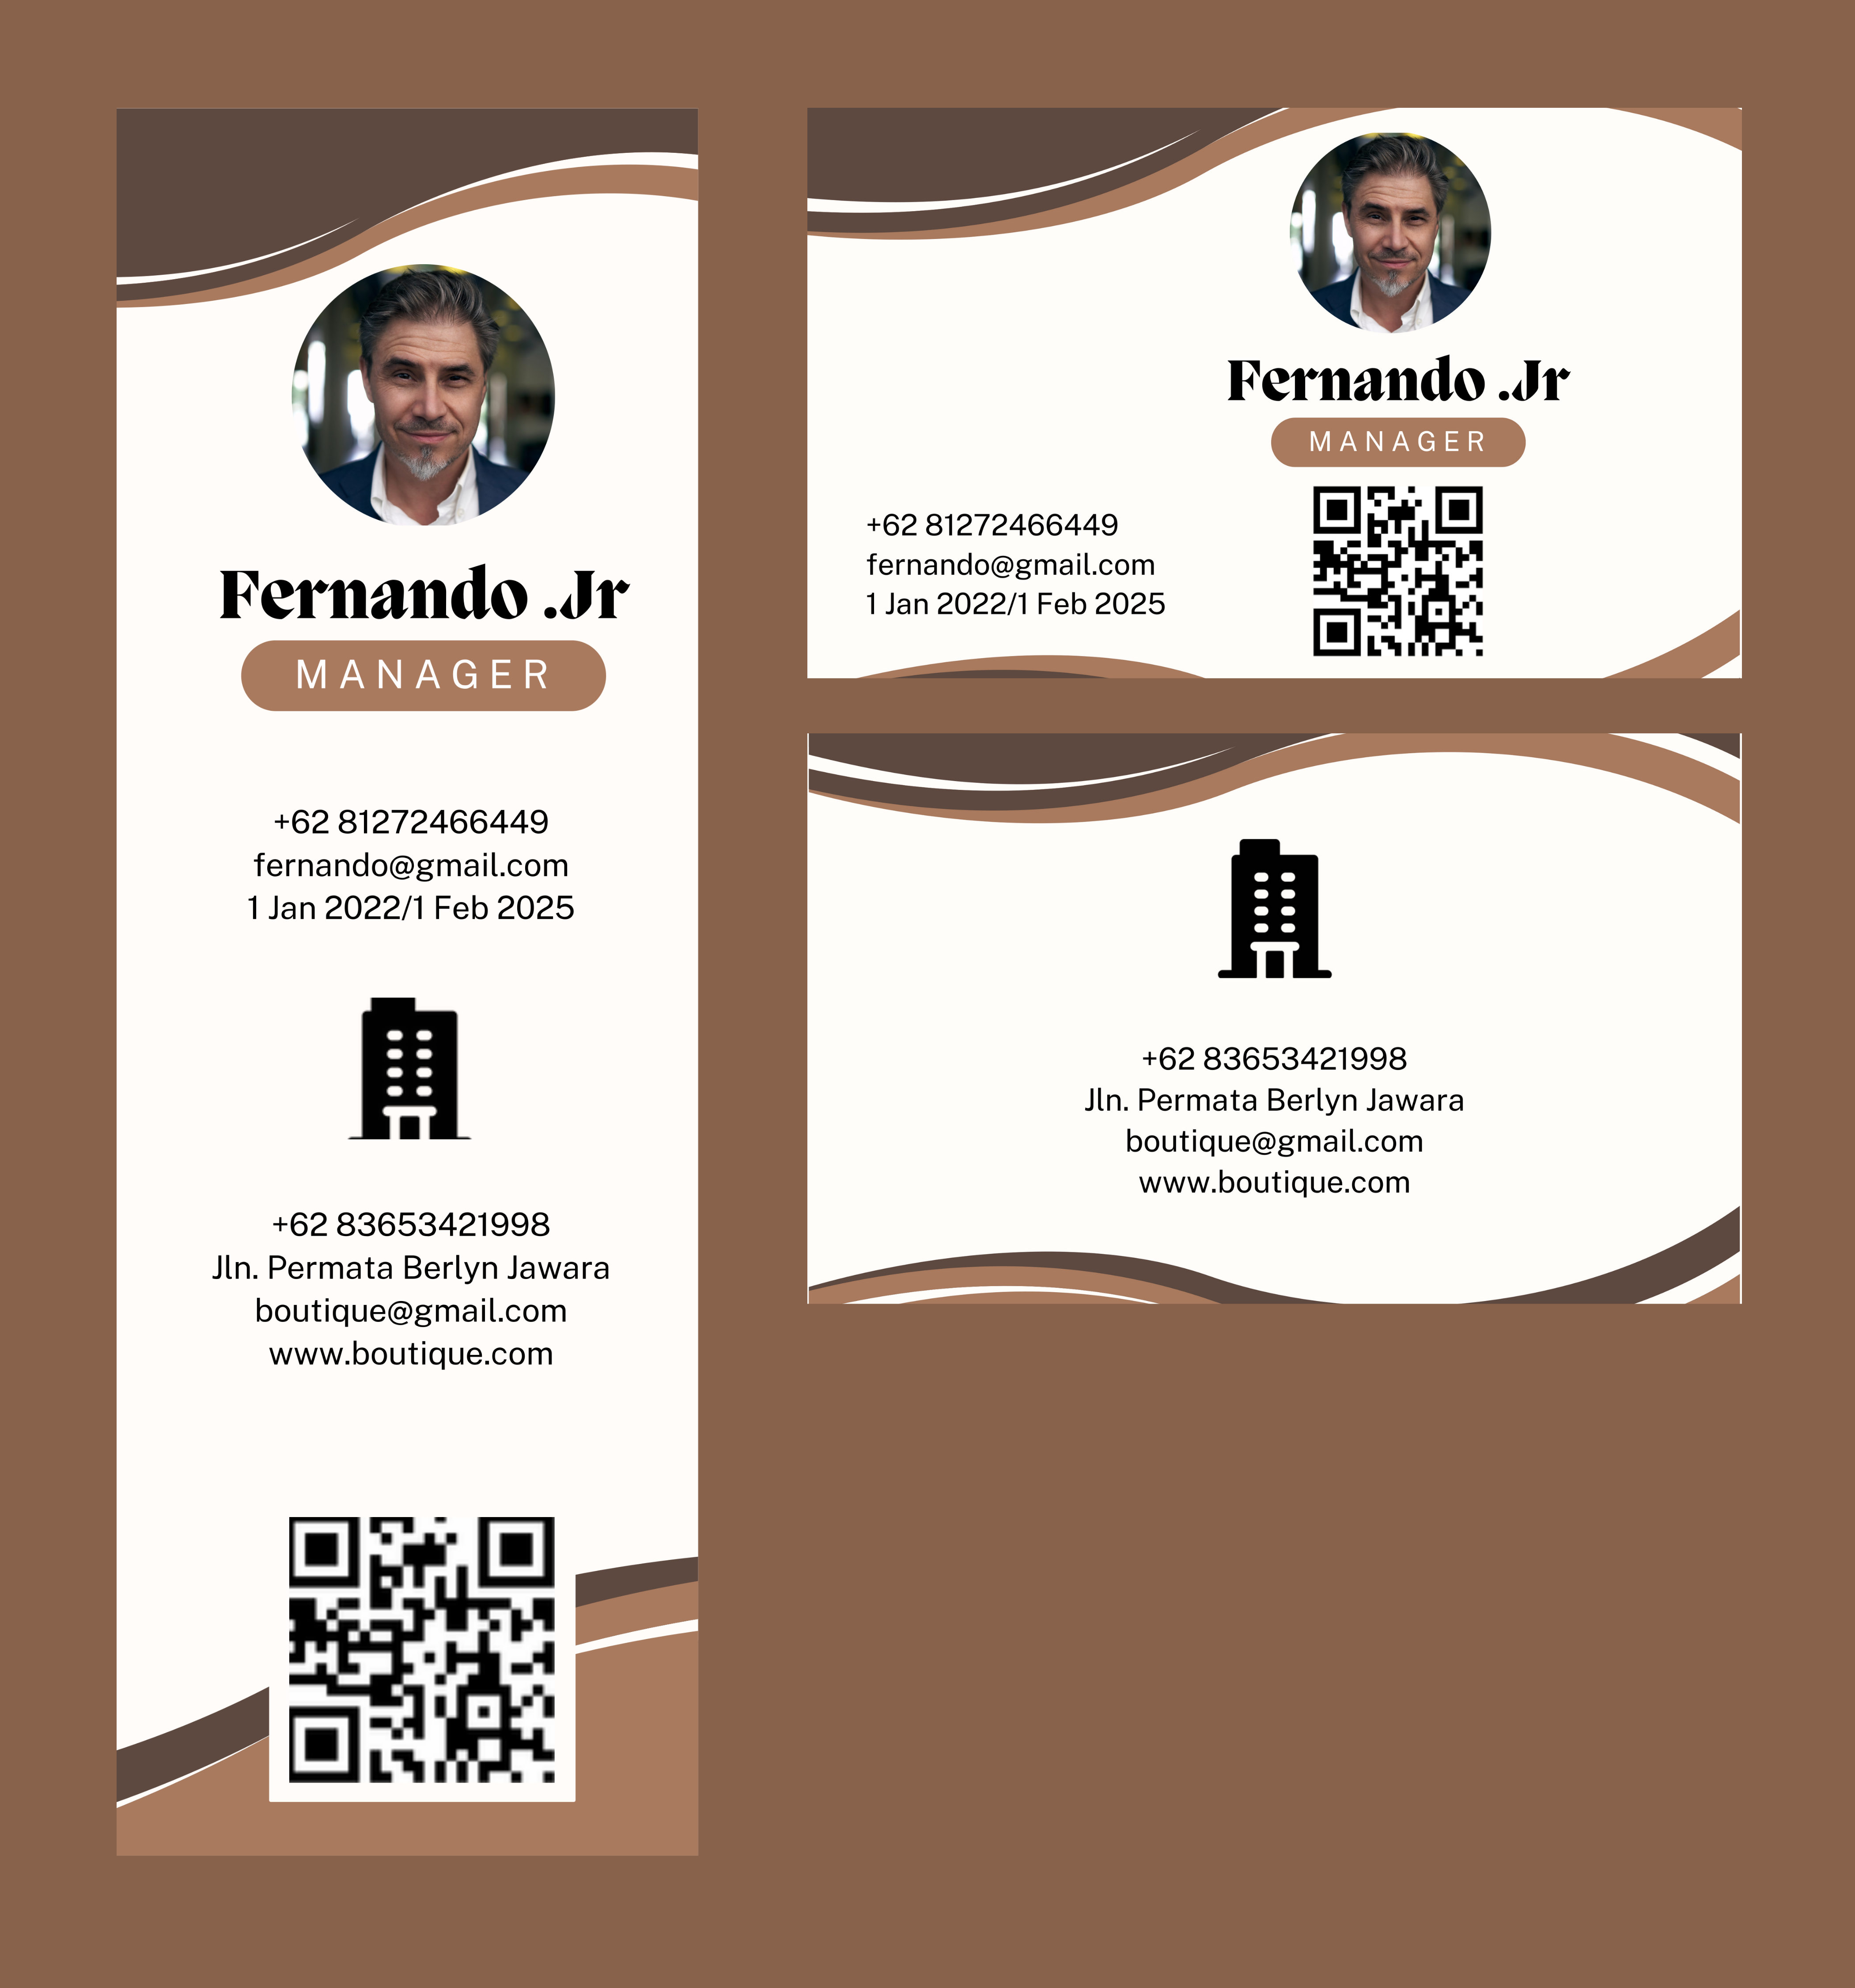 Fernando .Jr
MANAGER
+62 81272466449
fernando@gmail.com
1 Jan 2022/1 Feb 2025
+62 83653421998
Jln. Permata Berlyn Jawara
boutique@gmail.com
www.boutique.com
Fernando .Jr
MANAGER
+62 81272466449
fernando@gmail.com
1 Jan 2022/1 Feb 2025
+62 83653421998
Jln. Permata Berlyn Jawara
boutique@gmail.com
www.boutique.com